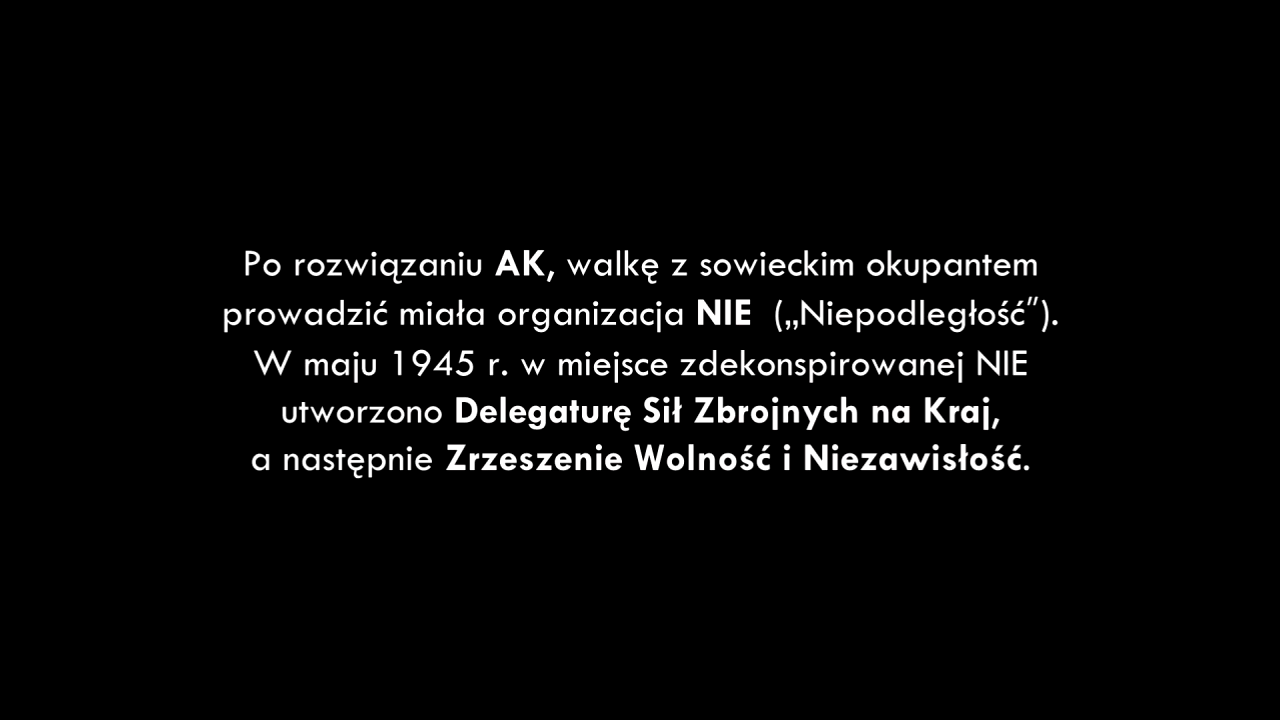 Po rozwiązaniu AK, walkę z sowieckim okupantem
prowadzić miała organizacja NIE („Niepodległość”).
W maju 1945 r. w miejsce zdekonspirowanej NIE
utworzono Delegaturę Sił Zbrojnych na Kraj,
a następnie Zrzeszenie Wolność i Niezawisłość.